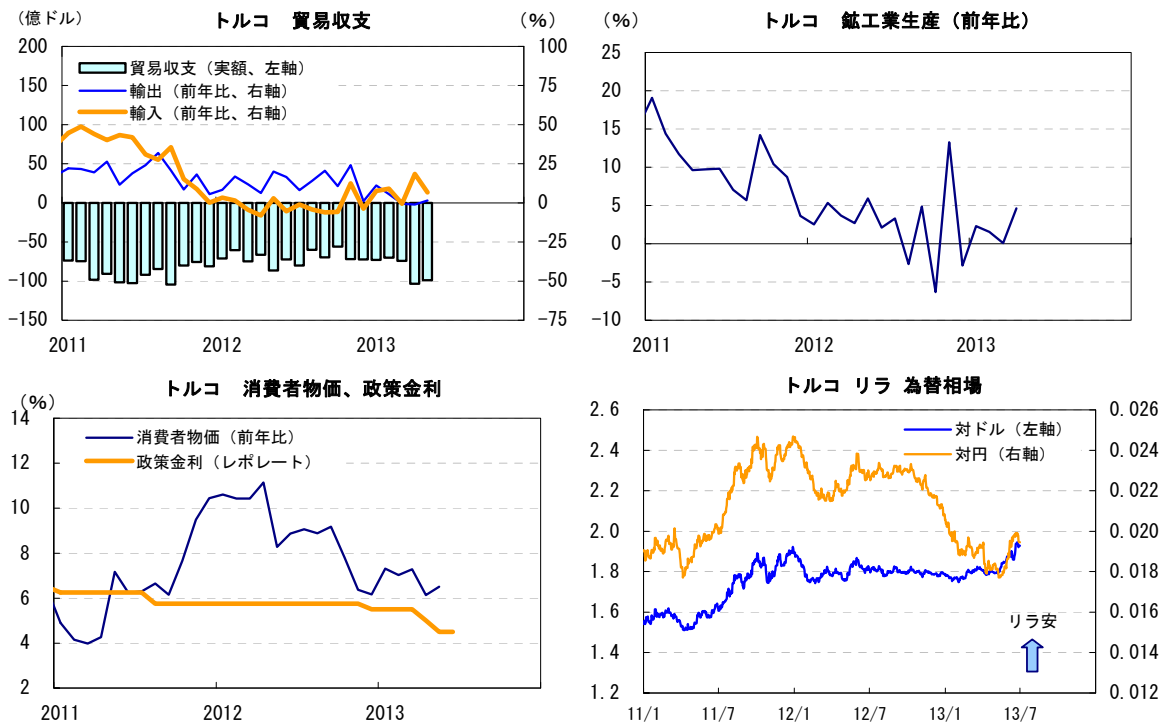 トルコ 貿易収支
（億ドル）
（％）
200
150
100
50
0
−50
−100
−150
100
75
50
25
0
−25
−50
−75
貿易収支（実額、左軸）
輸出（前年比、右軸）
輸入（前年比、右軸）
2011 2012 2013
トルコ 鉱工業生産（前年比）
（％）
25
20
15
10
5
0
−5
−10
2011 2012 2013
トルコ 消費者物価、政策金利
（％）
14
12
10
8
6
4
2
消費者物価（前年比）
政策金利（レポレート）
2011 2012 2013
トルコ リラ 為替相場
2.6
2.4
2.2
2.0
1.8
1.6
1.4
1.2
0.026
0.024
0.022
0.020
0.018
0.016
0.014
0.012
対ドル（左軸）
対円（右軸）
リラ安
11/1 11/7 12/1 12/7 13/1 13/7